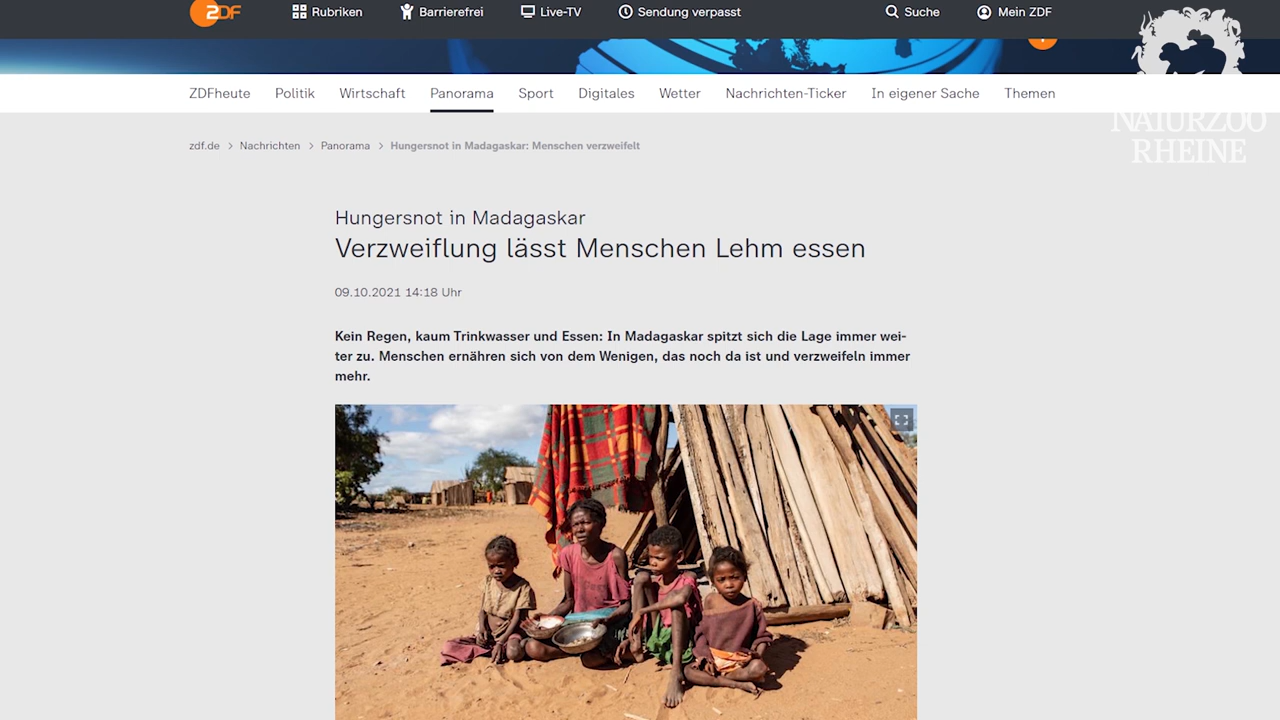 ZDF Rubriken Barrierefrei Live-TV Sendung verpasst Suche Mein ZDF
ZDFheute Politik Wirtschaft Panorama Sport Digitales Wetter Nachrichten-Ticker In eigener Sache Themen
NATURZOO
RHEINE
zdf.de > Nachrichten > Panorama > Hungersnot in Madagaskar: Menschen verzweifelt
Hungersnot in Madagaskar
Verzweiflung lässt Menschen Lehm essen
09.10.2021 14:18 Uhr
Kein Regen, kaum Trinkwasser und Essen: In Madagaskar spitzt sich die Lage immer wei-
ter zu. Menschen ernähren sich von dem Wenigen, das noch da ist und verzweifeln immer
mehr.